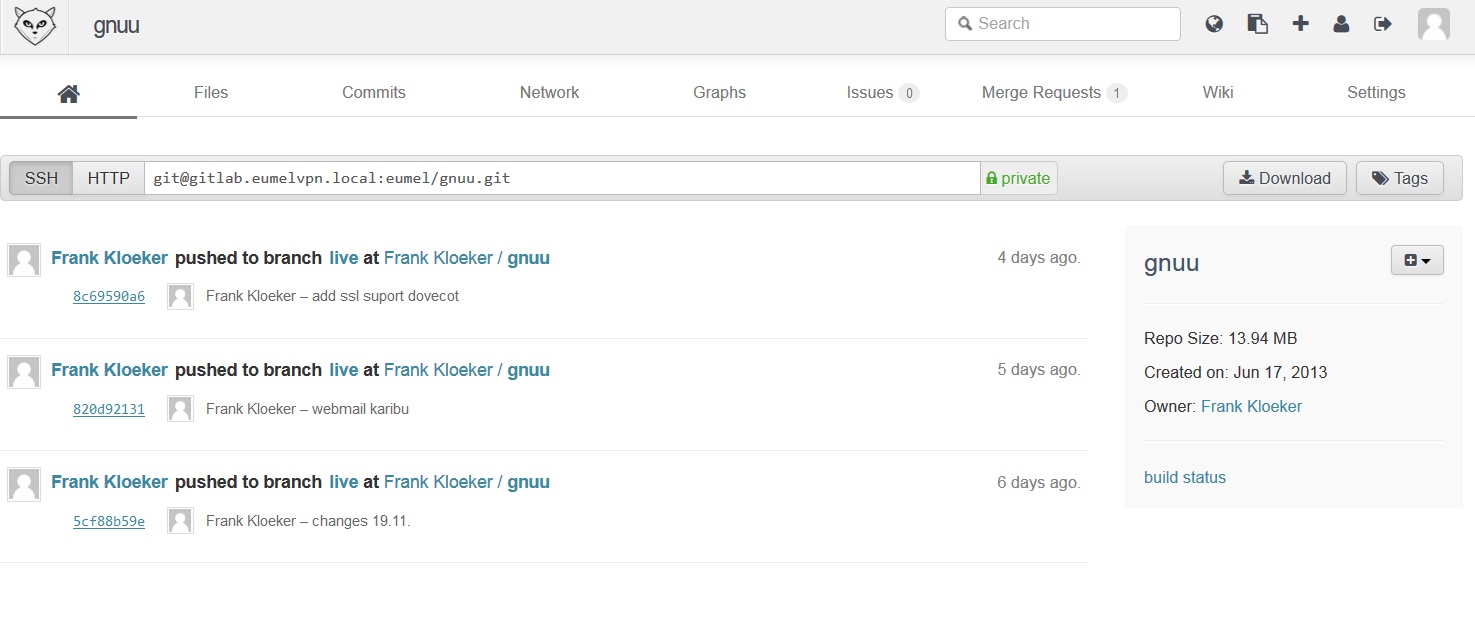 gnuu Search
Files Commits Network Graphs Issues 0 Merge Requests 1 Wiki Settings
SSH HTTP git@gitlab.eumelvpn.local:eumel/gnuu.git private Download Tags
Frank Kloeker pushed to branch live at Frank Kloeker / gnuu 4 days ago.
8c69590a6 Frank Kloeker – add ssl suport dovecot
Frank Kloeker pushed to branch live at Frank Kloeker / gnuu 5 days ago.
820d92131 Frank Kloeker – webmail karibu
Frank Kloeker pushed to branch live at Frank Kloeker / gnuu 6 days ago.
5cf88b59e Frank Kloeker – changes 19.11.
gnuu
Repo Size: 13.94 MB
Created on: Jun 17, 2013
Owner: Frank Kloeker
build status